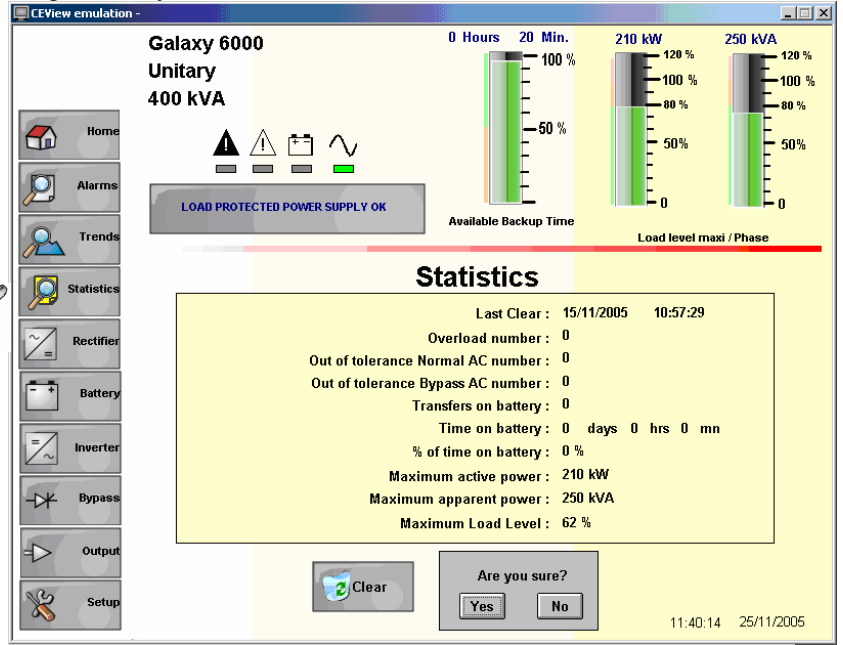 CEView emulation -
Galaxy 6000
Unitary
400 kVA
0 Hours 20 Min.
210 kW
250 kVA
100 %
50 %
120 %
100 %
80 %
50%
0
120 %
100 %
80 %
50%
0
Available Backup Time
Load level maxi / Phase
LOAD PROTECTED POWER SUPPLY OK
Home
Alarms
Trends
Statistics
Rectifier
Battery
Inverter
Bypass
Output
Setup
Statistics
Last Clear : 15/11/2005 10:57:29
Overload number : 0
Out of tolerance Normal AC number : 0
Out of tolerance Bypass AC number : 0
Transfers on battery : 0
Time on battery : 0 days 0 hrs 0 mn
% of time on battery : 0 %
Maximum active power : 210 kW
Maximum apparent power : 250 kVA
Maximum Load Level : 62 %
Clear
Are you sure?
Yes No
11:40:14 25/11/2005